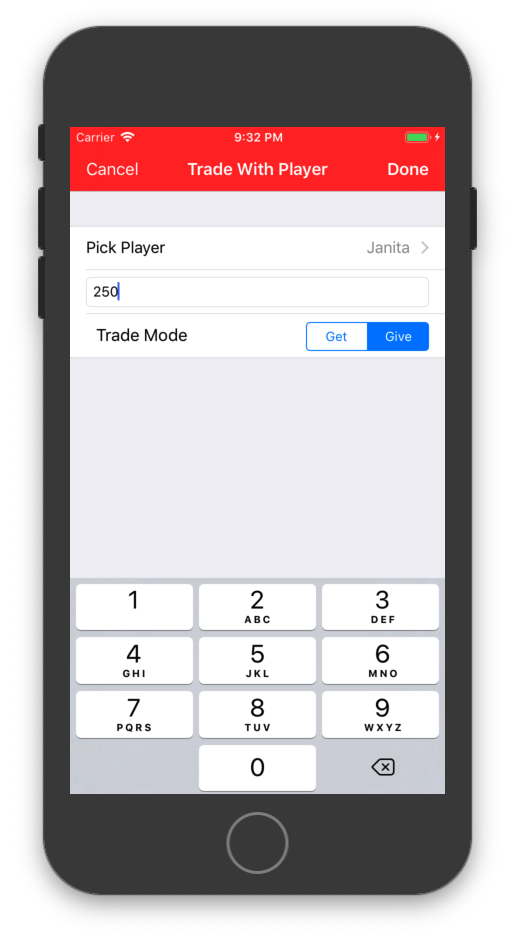 Carrier 9:32 PM
Cancel Trade With Player Done
Pick Player Janita
250
Trade Mode Get Give
1 2 3
ABC DEF
4 5 6
GHI JKL MNO
7 8 9
PQRS TUV WXYZ
0